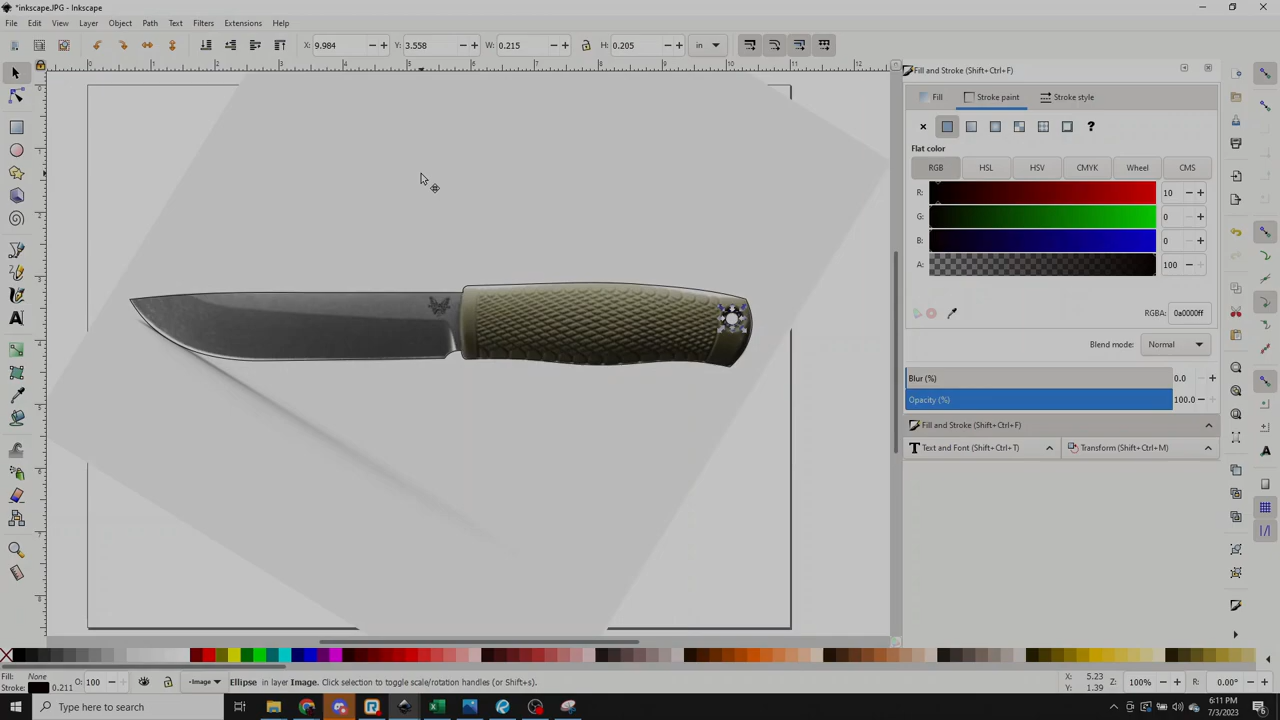 *inkscape.JPG - Inkscape
File Edit View Layer Object Path Text Filters Extensions Help
X: 9.984 Y: 3.558 W: 0.215 H: 0.205 in
Fill and Stroke (Shift+Ctrl+F)
Fill Stroke paint Stroke style
?
Flat color
RGB HSL HSV CMYK Wheel CMS
R: 10
G: 0
B: 0
A: 100
RGBA: 0a0000ff
Blend mode: Normal
Blur (%) 0.0
Opacity (%) 100.0
Fill and Stroke (Shift+Ctrl+F)
Text and Font (Shift+Ctrl+T) Transform (Shift+Ctrl+M)
Fill: None
Stroke: 0.211 O: 100 Image Ellipse in layer Image. Click selection to toggle scale/rotation handles (or Shift+s). X: 5.23 Y: 1.39 Z: 100% R: 0.00°
Type here to search
6:11 PM
7/3/2023